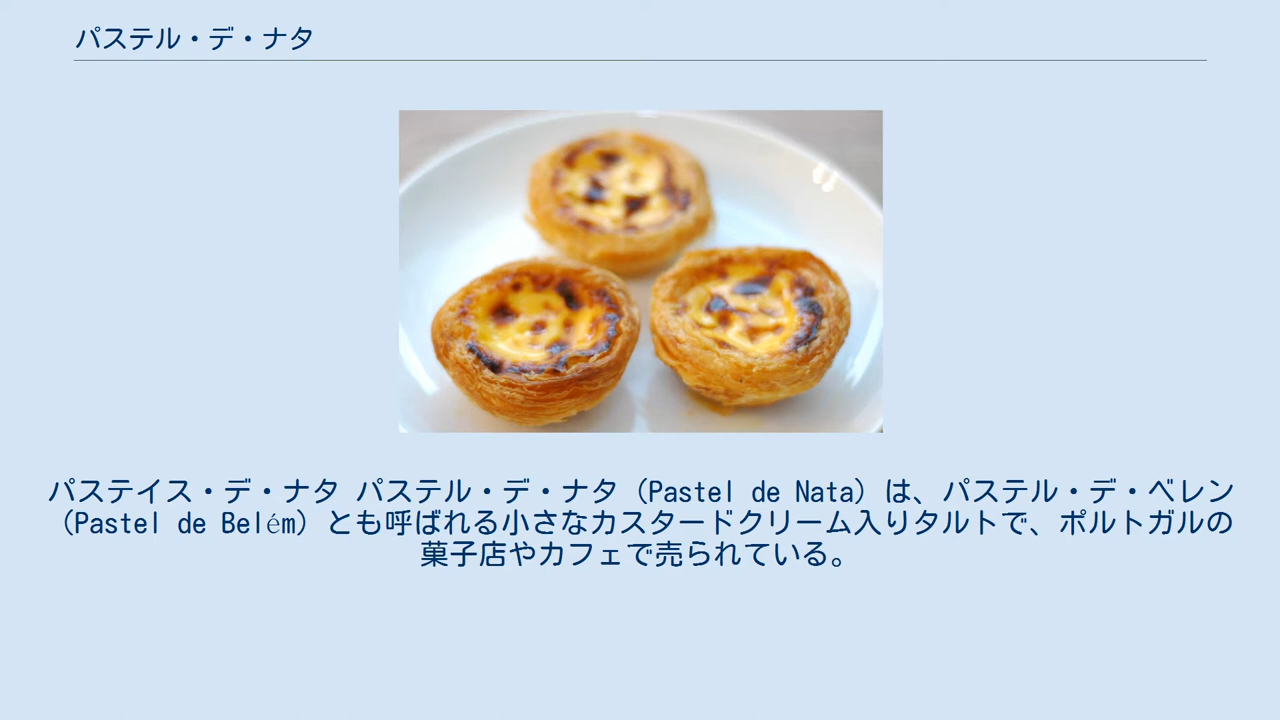 パステル・デ・ナタ
パステイス・デ・ナタ パステル・デ・ナタ（Pastel de Nata）は、パステル・デ・ベレン
（Pastel de Belém）とも呼ばれる小さなカスタードクリーム入りタルトで、ポルトガルの
菓子店やカフェで売られている。